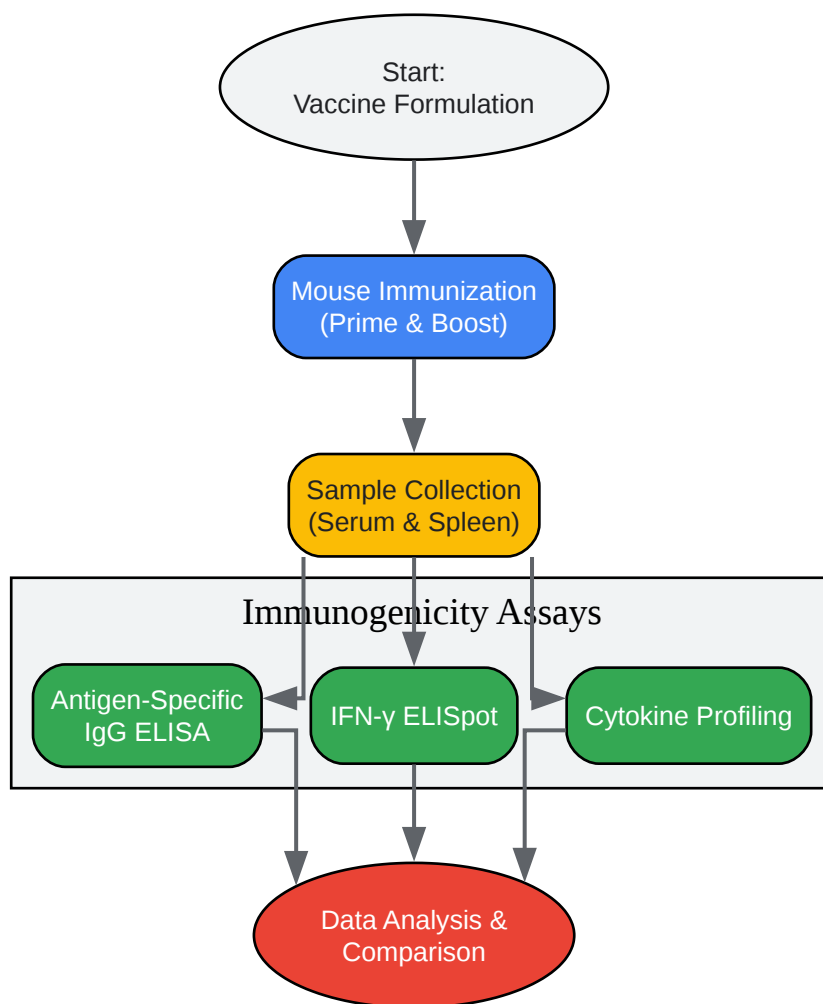 Start:
Vaccine Formulation
Mouse Immunization
(Prime & Boost)
Sample Collection
(Serum & Spleen)
Immunogenicity Assays
Antigen-Specific
IgG ELISA
IFN-γ ELISpot
Cytokine Profiling
Data Analysis &
Comparison